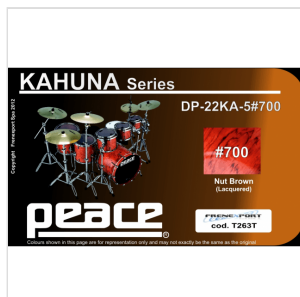 KAHUNA Series
DP-22KA-5#700
Copyright Frenexport Spa 2012
#700
Nut Brown
(Lacquered)
peace®
FRENEXPORT
cod. T263T
Colours shown in this page are for representation only and may not exactly be the same as the original